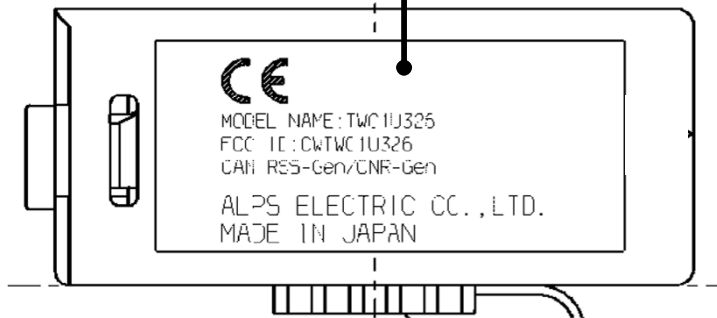 CE
MODEL NAME:TWC1U326
FCC ID:CWTWC1U326
CAN RSS-Gen/CNR-Gen
ALPS ELECTRIC CO.,LTD.
MADE IN JAPAN